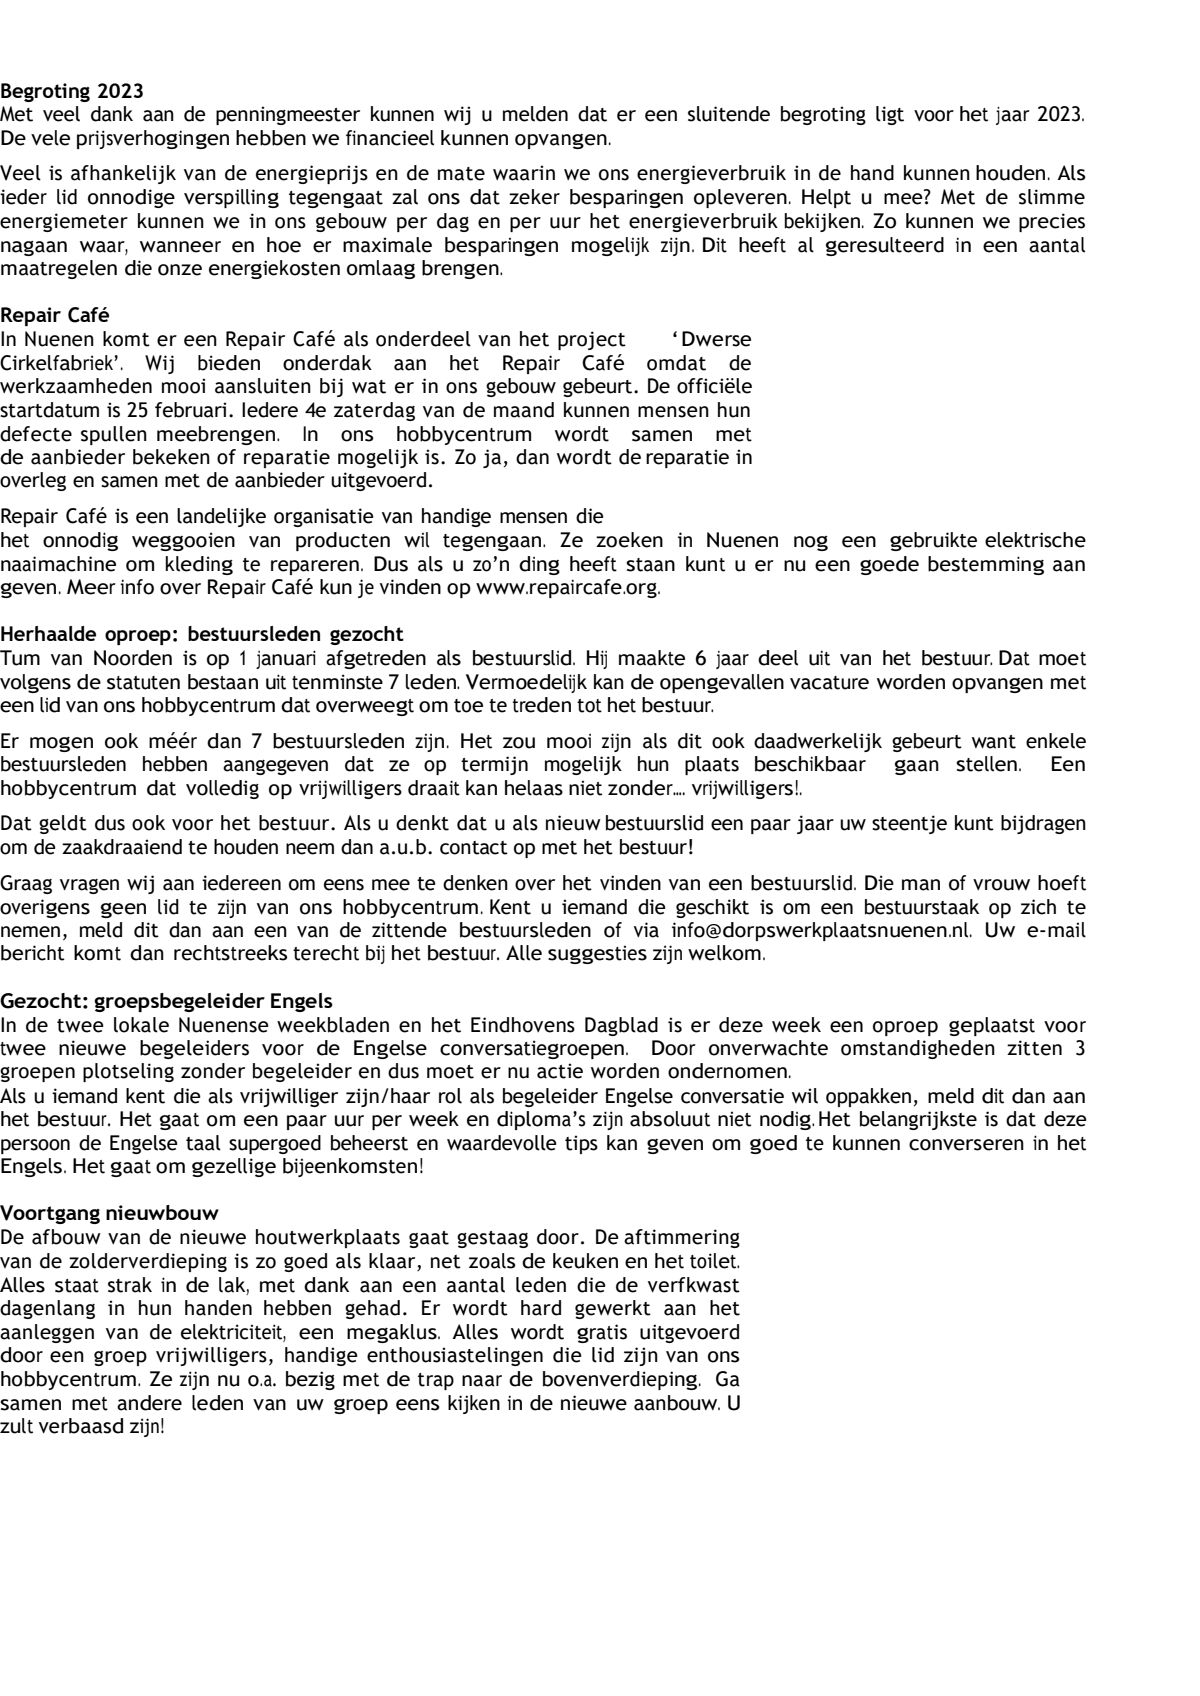 Begroting 2023
Met veel dank aan de penningmeester kunnen wij u melden dat er een sluitende begroting ligt voor het jaar 2023.
De vele prijsverhogingen hebben we financieel kunnen opvangen.
Veel is afhankelijk van de energieprijs en de mate waarin we ons energieverbruik in de hand kunnen houden. Als
ieder lid onnodige verspilling tegengaat zal ons dat zeker besparingen opleveren. Helpt u mee? Met de slimme
energiemeter kunnen we in ons gebouw per dag en per uur het energieverbruik bekijken. Zo kunnen we precies
nagaan waar, wanneer en hoe er maximale besparingen mogelijk zijn. Dit heeft al geresulteerd in een aantal
maatregelen die onze energiekosten omlaag brengen.
Repair Café
In Nuenen komt er een Repair Café als onderdeel van het project ‘Dwerse
Cirkelfabriek’. Wij bieden onderdak aan het Repair Café omdat de
werkzaamheden mooi aansluiten bij wat er in ons gebouw gebeurt. De officiële
startdatum is 25 februari. Iedere 4e zaterdag van de maand kunnen mensen hun
defecte spullen meebrengen. In ons hobbycentrum wordt samen met
de aanbieder bekeken of reparatie mogelijk is. Zo ja, dan wordt de reparatie in
overleg en samen met de aanbieder uitgevoerd.
Repair Café is een landelijke organisatie van handige mensen die
het onnodig weggooien van producten wil tegengaan. Ze zoeken in Nuenen nog een gebruikte elektrische
naaimachine om kleding te repareren. Dus als u zo’n ding heeft staan kunt u er nu een goede bestemming aan
geven. Meer info over Repair Café kun je vinden op www.repaircafe.org.
Herhaalde oproep: bestuursleden gezocht
Tum van Noorden is op 1 januari afgetreden als bestuurslid. Hij maakte 6 jaar deel uit van het bestuur. Dat moet
volgens de statuten bestaan uit tenminste 7 leden. Vermoedelijk kan de opengevallen vacature worden opvangen met
een lid van ons hobbycentrum dat overweegt om toe te treden tot het bestuur.
Er mogen ook méér dan 7 bestuursleden zijn. Het zou mooi zijn als dit ook daadwerkelijk gebeurt want enkele
bestuursleden hebben aangegeven dat ze op termijn mogelijk hun plaats beschikbaar gaan stellen. Een
hobbycentrum dat volledig op vrijwilligers draait kan helaas niet zonder…. vrijwilligers!.
Dat geldt dus ook voor het bestuur. Als u denkt dat u als nieuw bestuurslid een paar jaar uw steentje kunt bijdragen
om de zaakdraaiend te houden neem dan a.u.b. contact op met het bestuur!
Graag vragen wij aan iedereen om eens mee te denken over het vinden van een bestuurslid. Die man of vrouw hoeft
overigens geen lid te zijn van ons hobbycentrum. Kent u iemand die geschikt is om een bestuurstaak op zich te
nemen, meld dit dan aan een van de zittende bestuursleden of via info@dorpswerkplaatsnuenen.nl. Uw e-mail
bericht komt dan rechtstreeks terecht bij het bestuur. Alle suggesties zijn welkom.
Gezocht: groepsbegeleider Engels
In de twee lokale Nuenense weekbladen en het Eindhovens Dagblad is er deze week een oproep geplaatst voor
twee nieuwe begeleiders voor de Engelse conversatiegroepen. Door onverwachte omstandigheden zitten 3
groepen plotseling zonder begeleider en dus moet er nu actie worden ondernomen.
Als u iemand kent die als vrijwilliger zijn/haar rol als begeleider Engelse conversatie wil oppakken, meld dit dan aan
het bestuur. Het gaat om een paar uur per week en diploma’s zijn absoluut niet nodig.Het belangrijkste is dat deze
persoon de Engelse taal supergoed beheerst en waardevolle tips kan geven om goed te kunnen converseren in het
Engels. Het gaat om gezellige bijeenkomsten!
Voortgang nieuwbouw
De afbouw van de nieuwe houtwerkplaats gaat gestaag door. De aftimmering
van de zolderverdieping is zo goed als klaar, net zoals de keuken en het toilet.
Alles staat strak in de lak, met dank aan een aantal leden die de verfkwast
dagenlang in hun handen hebben gehad. Er wordt hard gewerkt aan het
aanleggen van de elektriciteit, een megaklus. Alles wordt gratis uitgevoerd
door een groep vrijwilligers, handige enthousiastelingen die lid zijn van ons
hobbycentrum. Ze zijn nu o.a. bezig met de trap naar de bovenverdieping. Ga
samen met andere leden van uw groep eens kijken in de nieuwe aanbouw. U
zult verbaasd zijn!